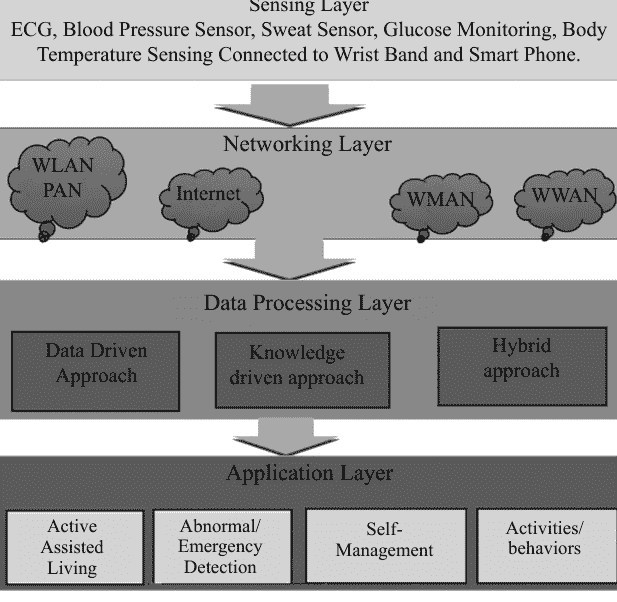 Sensing Layer
ECG, Blood Pressure Sensor, Sweat Sensor, Glucose Monitoring, Body
Temperature Sensing Connected to Wrist Band and Smart Phone.
Networking Layer
WLAN
PAN
Internet
WMAN
WWAN
Data Processing Layer
Data Driven
Approach
Knowledge
driven approach
Hybrid
approach
Application Layer
Active
Assisted
Living
Abnormal/
Emergency
Detection
Self-
Management
Activities/
behaviors